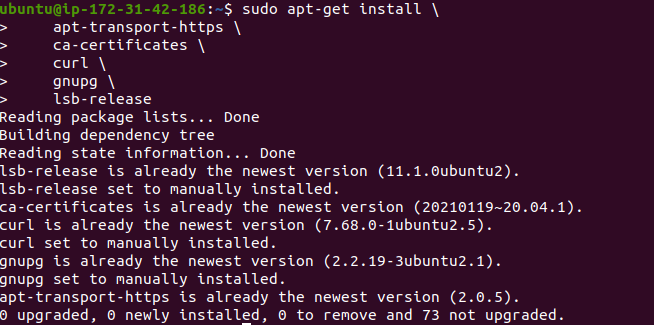 ubuntu@ip-172-31-42-186:~$ sudo apt-get install \
>     apt-transport-https \
>     ca-certificates \
>     curl \
>     gnupg \
>     lsb-release
Reading package lists... Done
Building dependency tree
Reading state information... Done
lsb-release is already the newest version (11.1.0ubuntu2).
lsb-release set to manually installed.
ca-certificates is already the newest version (20210119~20.04.1).
curl is already the newest version (7.68.0-1ubuntu2.5).
curl set to manually installed.
gnupg is already the newest version (2.2.19-3ubuntu2.1).
gnupg set to manually installed.
apt-transport-https is already the newest version (2.0.5).
0 upgraded, 0 newly installed, 0 to remove and 73 not upgraded.